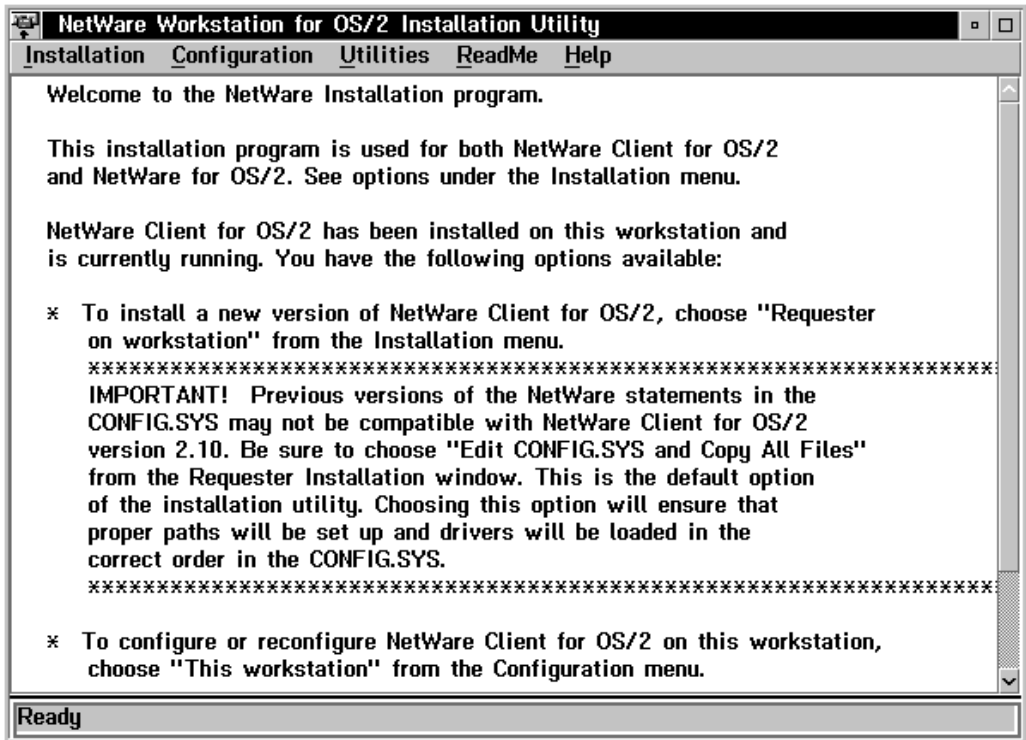 NetWare Workstation for OS/2 Installation Utility
Installation Configuration Utilities ReadMe Help
Welcome to the NetWare Installation program.
This installation program is used for both NetWare Client for OS/2
and NetWare for OS/2. See options under the Installation menu.
NetWare Client for OS/2 has been installed on this workstation and
is currently running. You have the following options available:
* To install a new version of NetWare Client for OS/2, choose "Requester
on workstation" from the Installation menu.
******************************************************************
IMPORTANT! Previous versions of the NetWare statements in the
CONFIG.SYS may not be compatible with NetWare Client for OS/2
version 2.10. Be sure to choose "Edit CONFIG.SYS and Copy All Files"
from the Requester Installation window. This is the default option
of the installation utility. Choosing this option will ensure that
proper paths will be set up and drivers will be loaded in the
correct order in the CONFIG.SYS.
******************************************************************
* To configure or reconfigure NetWare Client for OS/2 on this workstation,
choose "This workstation" from the Configuration menu.
Ready